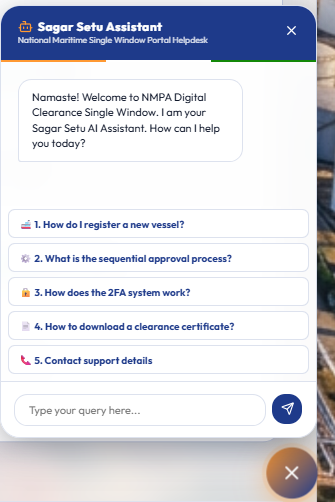 Sagar Setu Assistant
National Maritime Single Window Portal Helpdesk
Namaste! Welcome to NMPA Digital
Clearance Single Window. I am your
Sagar Setu AI Assistant. How can I help
you today?
1. How do I register a new vessel?
2. What is the sequential approval process?
3. How does the 2FA system work?
4. How to download a clearance certificate?
5. Contact support details
Type your query here...